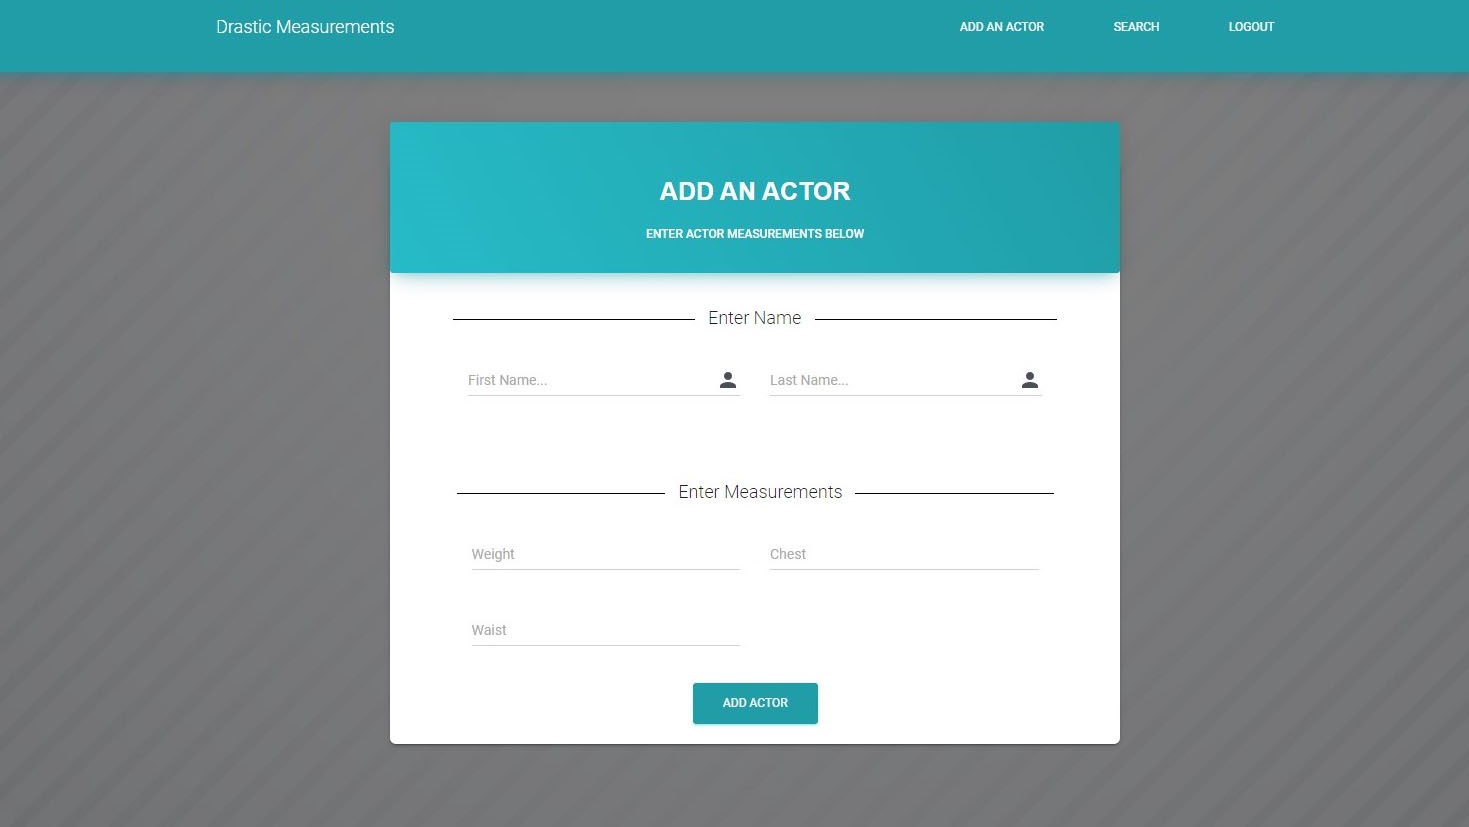 Drastic Measurements
ADD AN ACTOR
SEARCH
LOGOUT
ADD AN ACTOR
ENTER ACTOR MEASUREMENTS BELOW
Enter Name
First Name...
Last Name...
Enter Measurements
Weight
Chest
Waist
ADD ACTOR